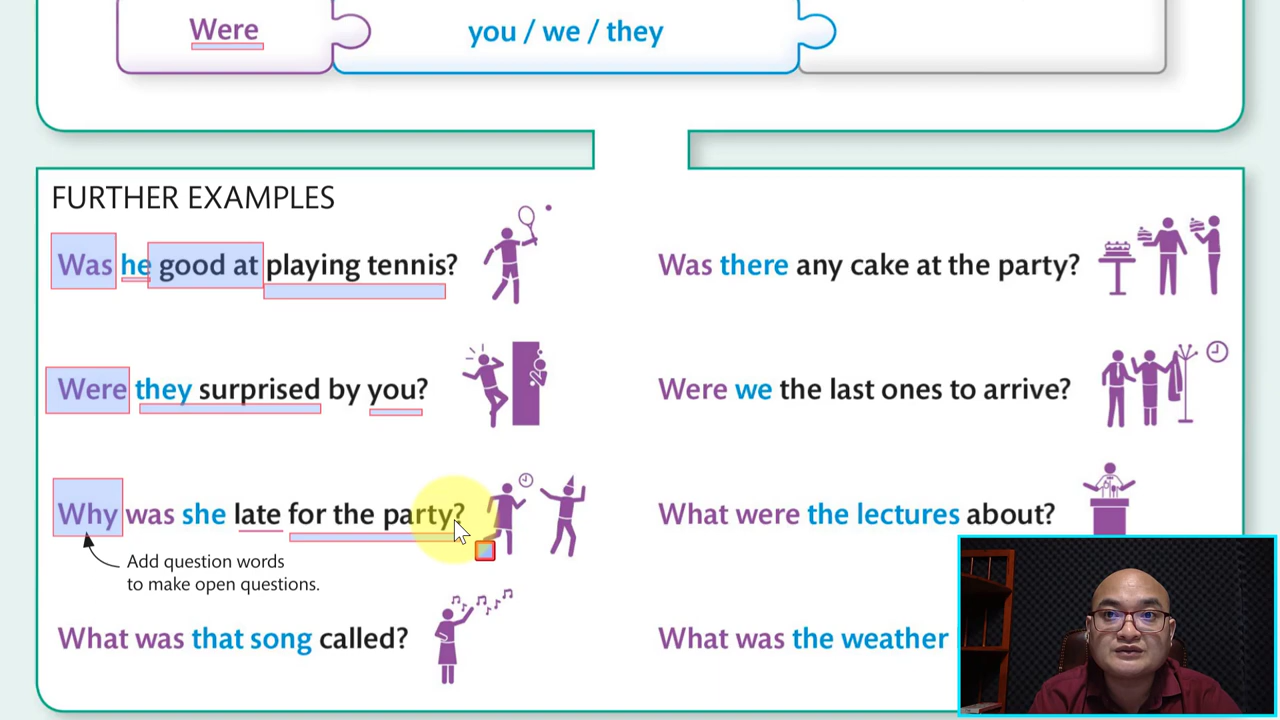 Were you / we / they
FURTHER EXAMPLES
Was he good at playing tennis?
Were they surprised by you?
Why was she late for the party?
Add question words
to make open questions.
What was that song called?
Was there any cake at the party?
Were we the last ones to arrive?
What were the lectures about?
What was the weather